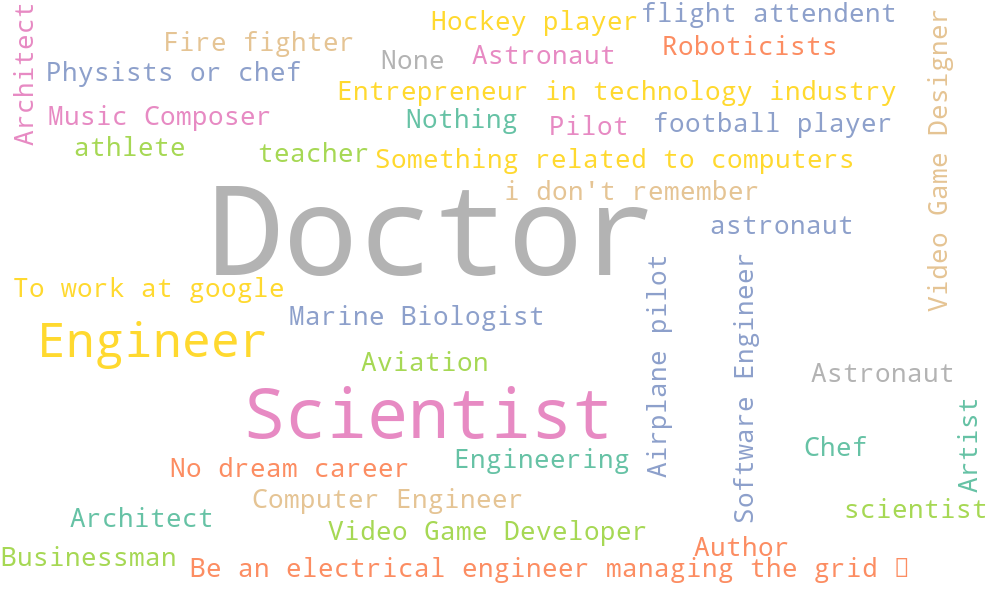 Architect
Hockey player
flight attendent
Fire fighter
None
Astronaut
Roboticists
Video Game Designer
Physists or chef
Entrepreneur in technology industry
Music Composer
Nothing
Pilot
football player
athlete
teacher
Something related to computers
i don't remember
Doctor
astronaut
To work at google
Marine Biologist
Airplane pilot
Software Engineer
Engineer
Aviation
Astronaut
Scientist
Chef
Artist
No dream career
Engineering
Computer Engineer
scientist
Architect
Video Game Developer
Author
Businessman
Be an electrical engineer managing the grid